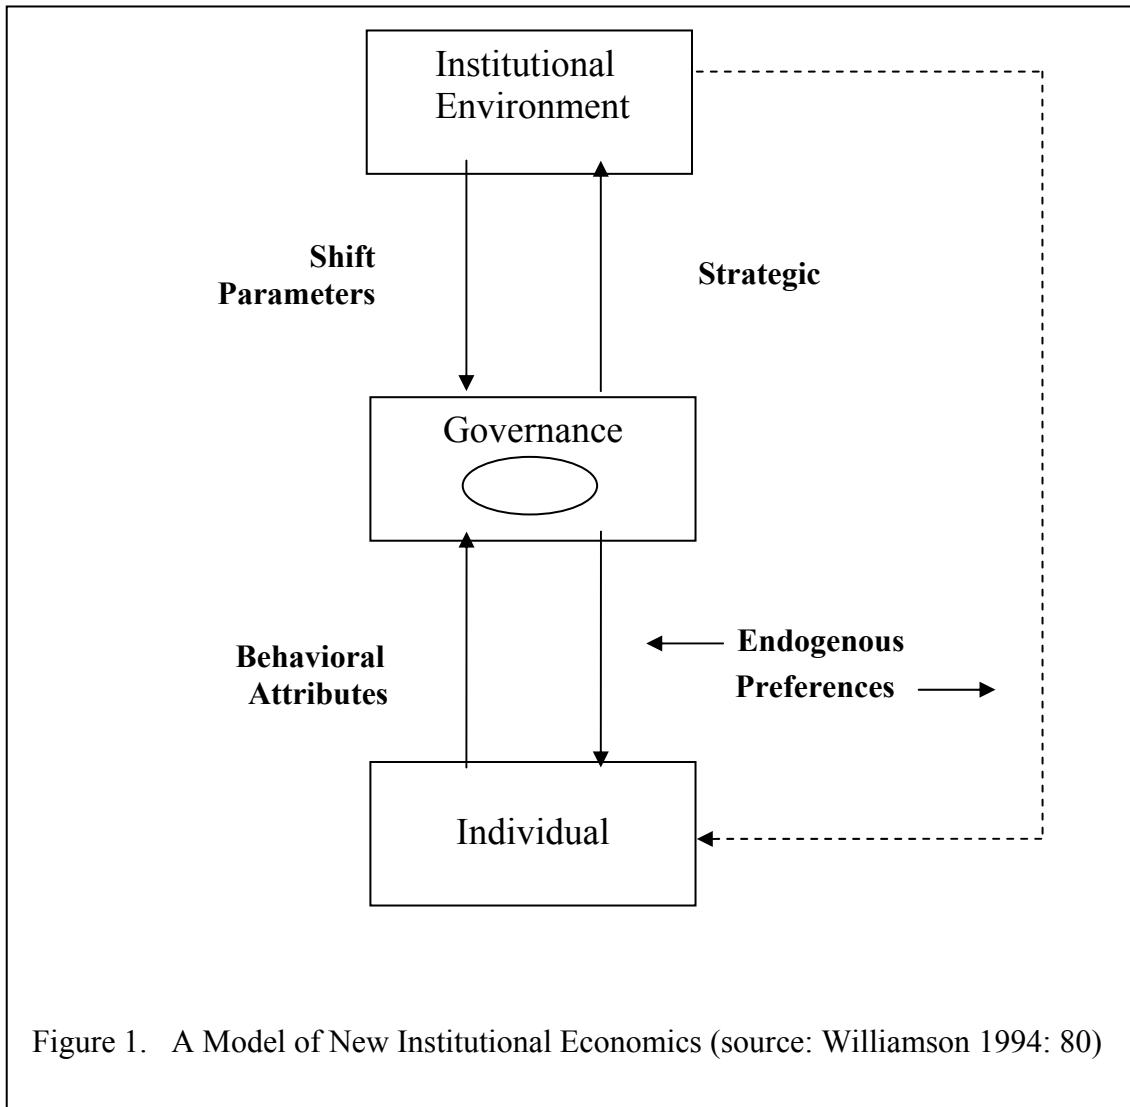 Institutional
Environment
Shift
Parameters
Strategic
Governance
Behavioral
Attributes
Endogenous
Preferences
Individual
Figure 1. A Model of New Institutional Economics (source: Williamson 1994: 80)